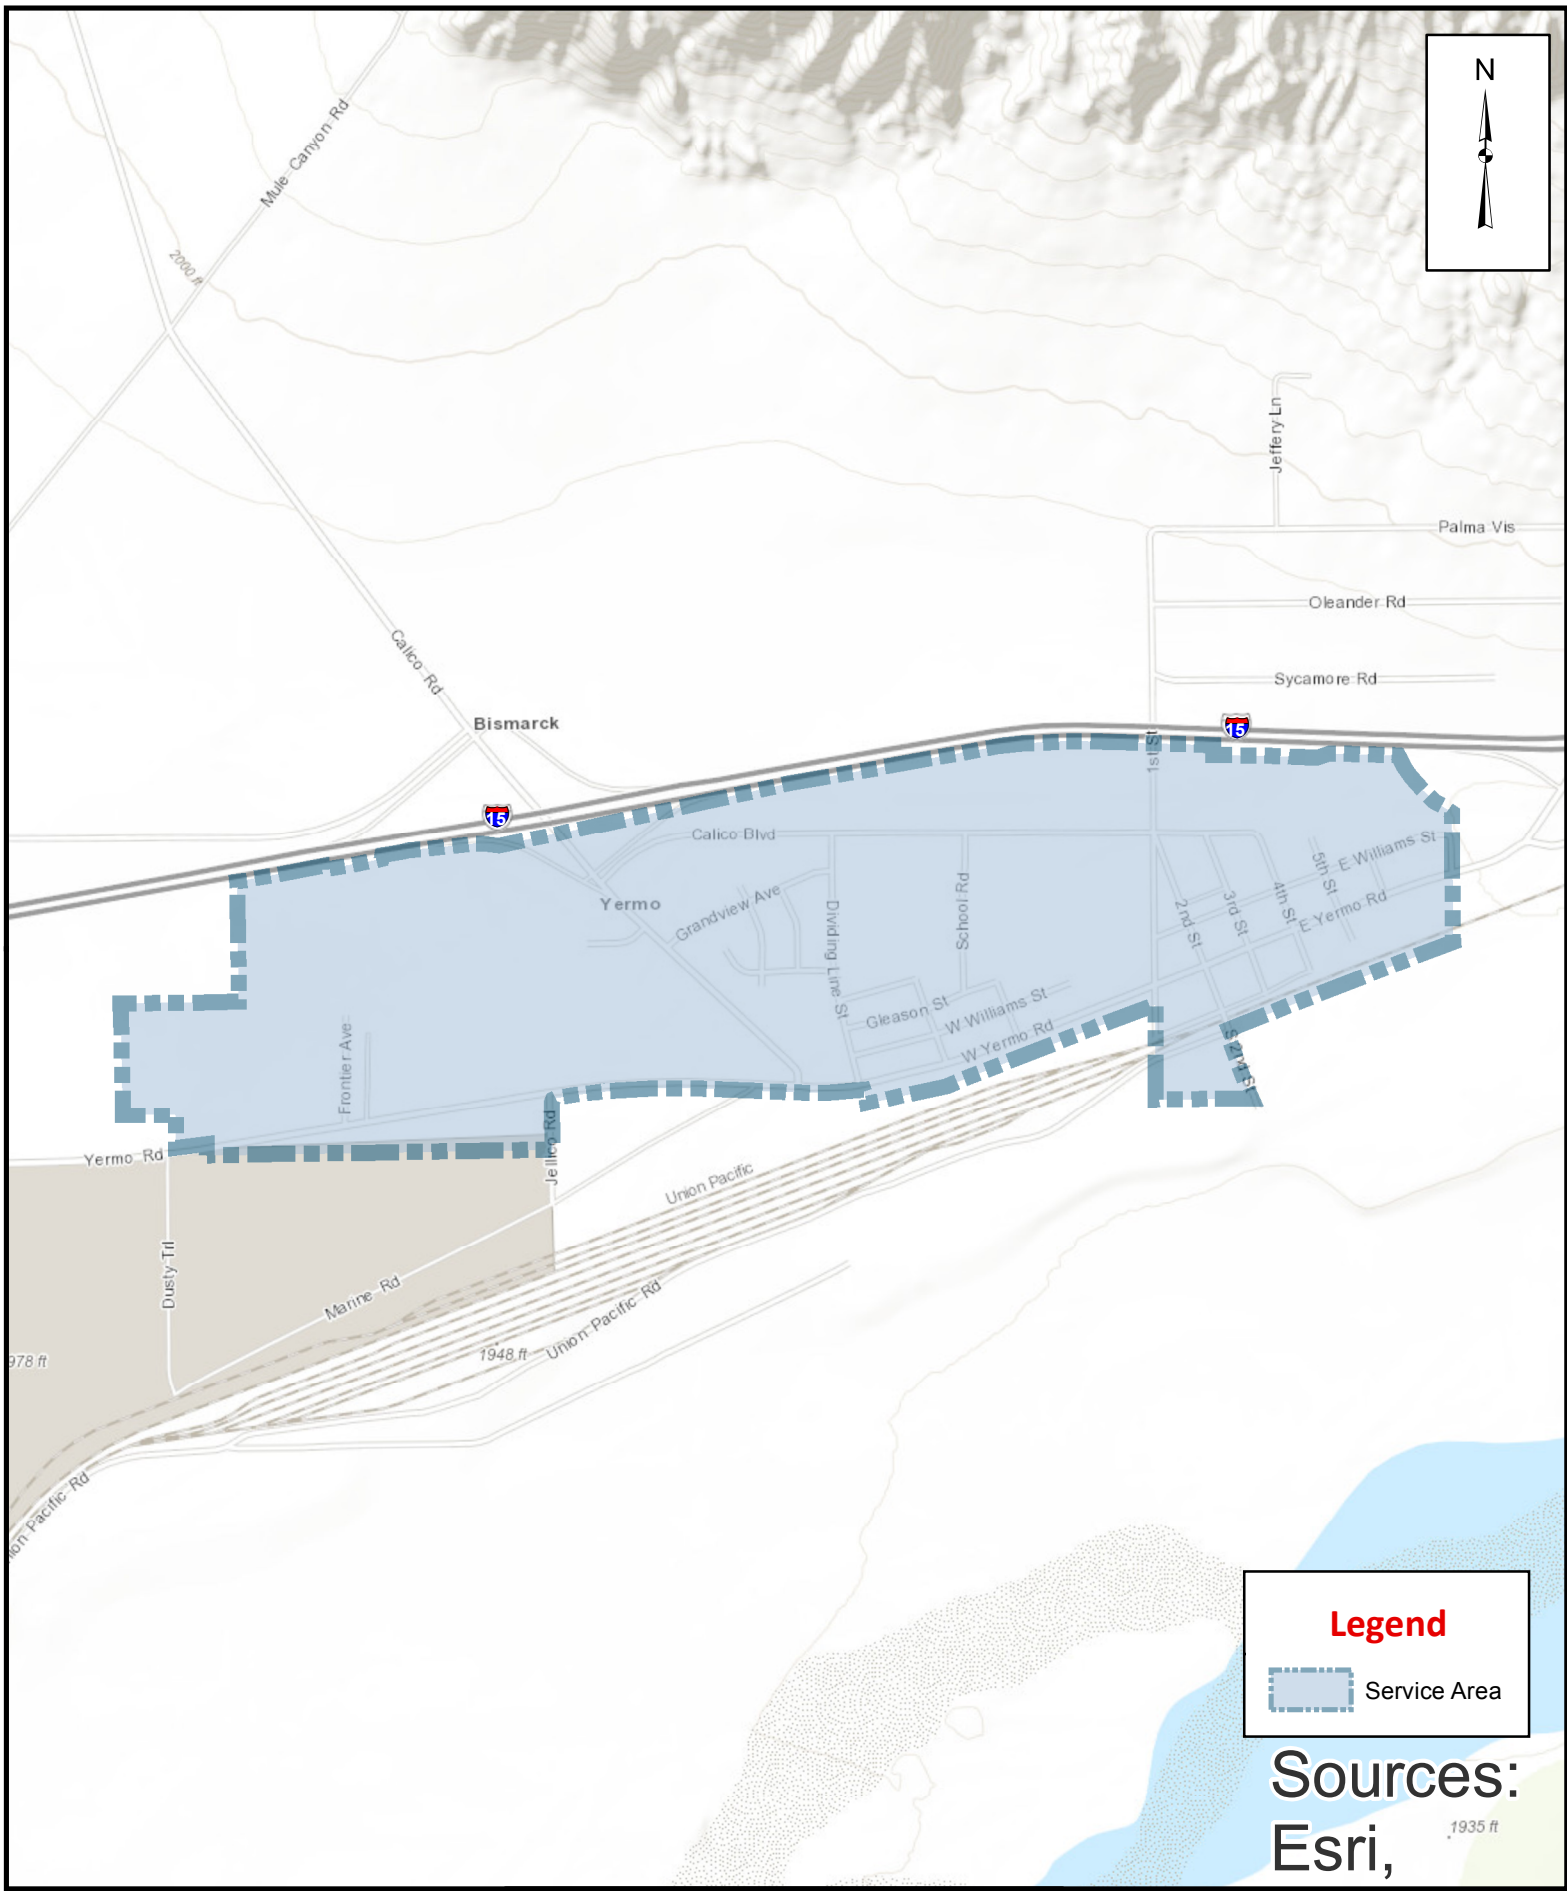 N
Mule Canyon Rd
2000 ft
Jeffery Ln
Palma Vis
Oleander Rd
Calico Rd
Sycamore Rd
Bismarck
15
1st St
15
Calico Blvd
E Williams St
5th St
4th St
3rd St
2nd St
E Yermo Rd
Yermo
Grandview Ave
Dividing Line St
School Rd
Gleason St
W Williams St
W Yermo Rd
Frontier Ave
S 2nd St
Jellico Rd
Yermo Rd
Union Pacific
Dusty Trl
Marine Rd
Union Pacific Rd
1948 ft
978 ft
ion Pacific Rd
Legend
Service Area
Sources:
Esri,
1935 ft